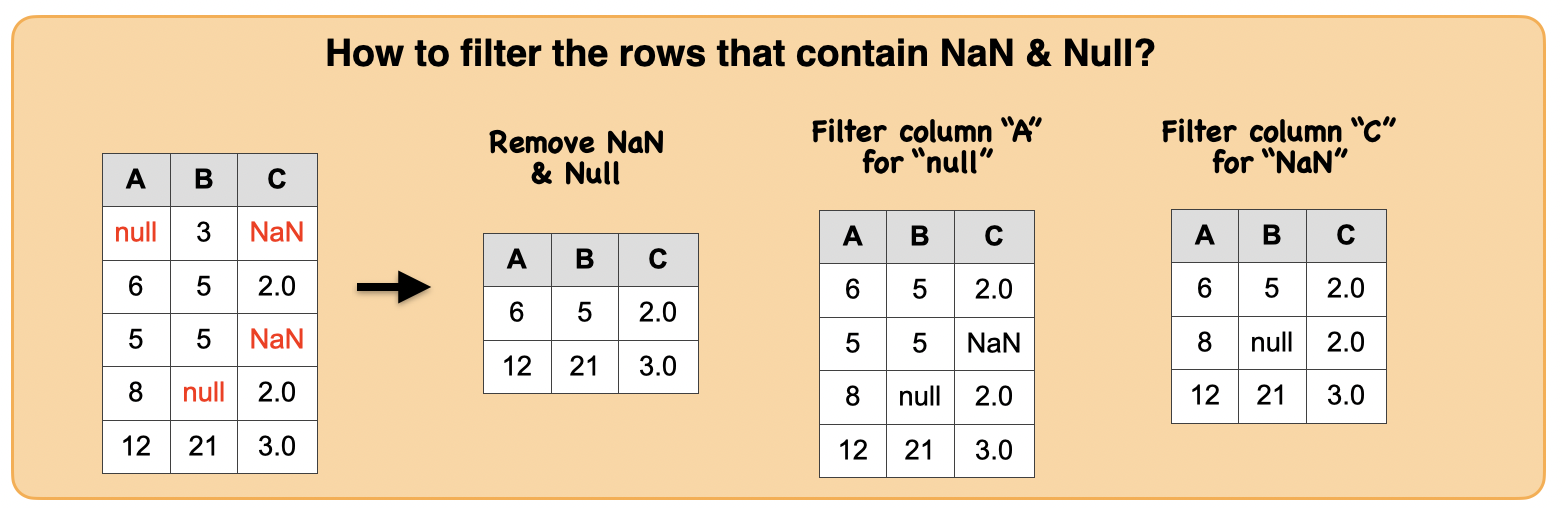 How to filter the rows that contain NaN & Null?
A B C
null 3 NaN
6 5 2.0
5 5 NaN
8 null 2.0
12 21 3.0
Remove NaN
& Null
A B C
6 5 2.0
12 21 3.0
Filter column “A”
for “null”
A B C
6 5 2.0
5 5 NaN
8 null 2.0
12 21 3.0
Filter column “C”
for “NaN”
A B C
6 5 2.0
8 null 2.0
12 21 3.0